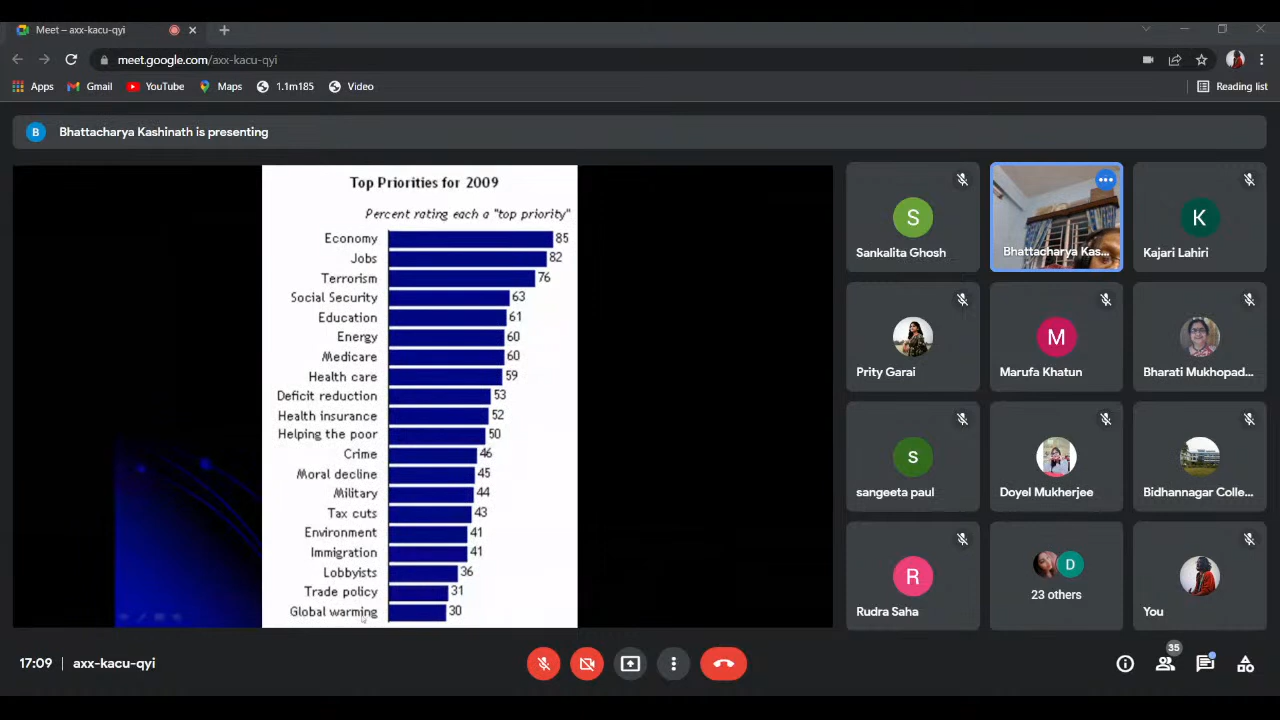 Meet – axx-kacu-qyi
meet.google.com/axx-kacu-qyi
Apps Gmail YouTube Maps 1.1m185 Video Reading list
B Bhattacharya Kashinath is presenting
Top Priorities for 2009
Percent rating each a "top priority"
Economy 85
Jobs 82
Terrorism 76
Social Security 63
Education 61
Energy 60
Medicare 60
Health care 59
Deficit reduction 53
Health insurance 52
Helping the poor 50
Crime 46
Moral decline 45
Military 44
Tax cuts 43
Environment 41
Immigration 41
Lobbyists 36
Trade policy 31
Global warming 30
S
Sankalita Ghosh
Bhattacharya Kas...
K
Kajari Lahiri
Prity Garai
M
Marufa Khatun
Bharati Mukhopad...
s
sangeeta paul
Doyel Mukherjee
Bidhannagar Colle...
R
Rudra Saha
D
23 others
You
17:09 | axx-kacu-qyi
35